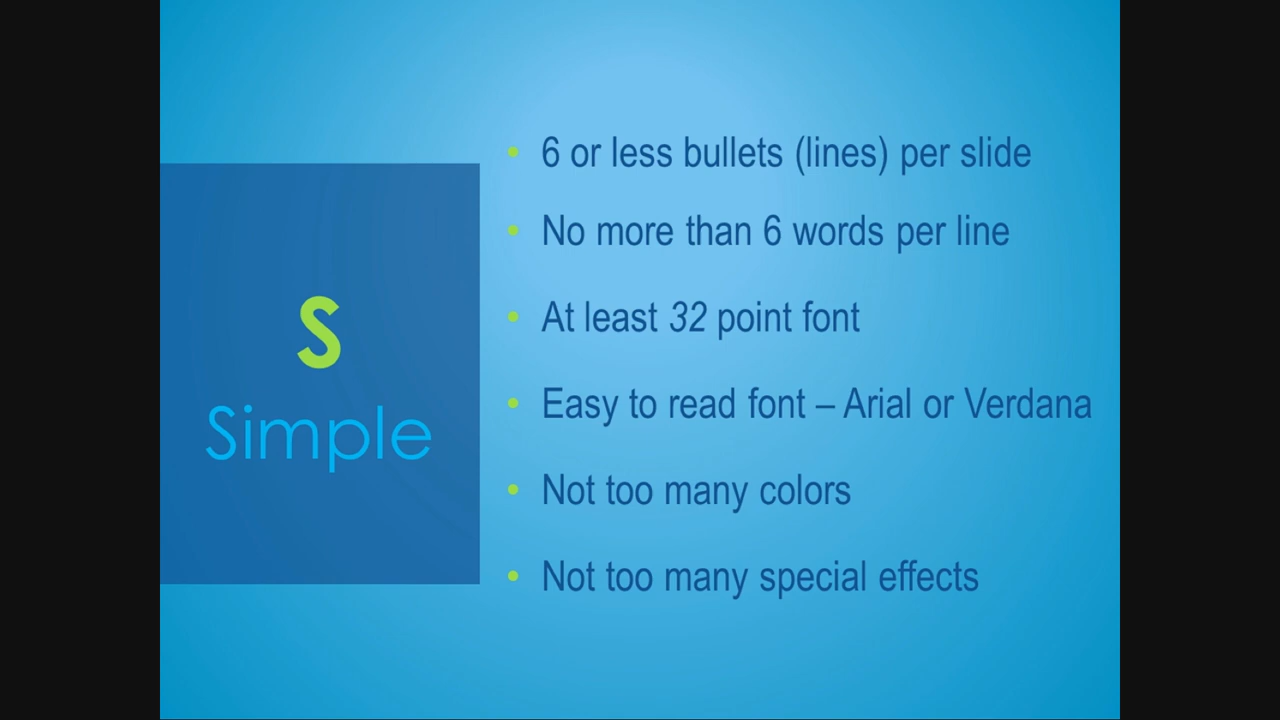 S
Simple
• 6 or less bullets (lines) per slide
• No more than 6 words per line
• At least 32 point font
• Easy to read font – Arial or Verdana
• Not too many colors
• Not too many special effects